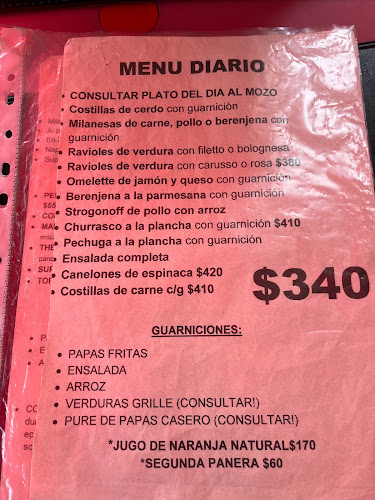 MENU DIARIO
• CONSULTAR PLATO DEL DIA AL MOZO
• Costillas de cerdo con guarnición
• Milanesas de carne, pollo o berenjena con
guarnición
• Ravioles de verdura con filetto o bolognesa
• Ravioles de verdura con carusso o rosa $380
• Omelette de jamón y queso con guarnición
• Berenjena a la parmesana con guarnición
• Strogonoff de pollo con arroz
• Churrasco a la plancha con guarnición $410
• Pechuga a la plancha con guarnición
• Ensalada completa
• Canelones de espinaca $420
• Costillas de carne c/g $410
$340
GUARNICIONES:
• PAPAS FRITAS
• ENSALADA
• ARROZ
• VERDURAS GRILLE (CONSULTAR!)
• PURE DE PAPAS CASERO (CONSULTAR!)
*JUGO DE NARANJA NATURAL$170
*SEGUNDA PANERA $60